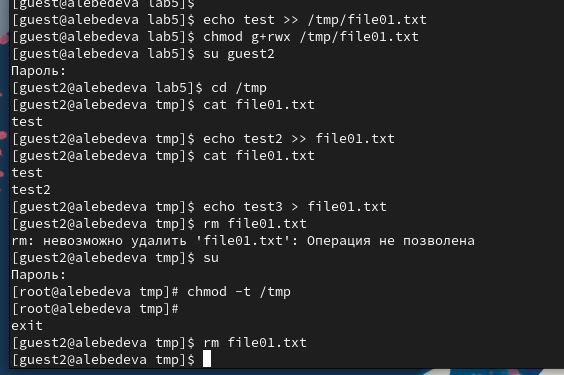 [guest@alebedeva lab5]$
[guest@alebedeva lab5]$ echo test >> /tmp/file01.txt
[guest@alebedeva lab5]$ chmod g+rwx /tmp/file01.txt
[guest@alebedeva lab5]$ su guest2
Пароль:
[guest2@alebedeva lab5]$ cd /tmp
[guest2@alebedeva tmp]$ cat file01.txt
test
[guest2@alebedeva tmp]$ echo test2 >> file01.txt
[guest2@alebedeva tmp]$ cat file01.txt
test
test2
[guest2@alebedeva tmp]$ echo test3 > file01.txt
[guest2@alebedeva tmp]$ rm file01.txt
rm: невозможно удалить 'file01.txt': Операция не позволена
[guest2@alebedeva tmp]$ su
Пароль:
[root@alebedeva tmp]# chmod -t /tmp
[root@alebedeva tmp]#
exit
[guest2@alebedeva tmp]$ rm file01.txt
[guest2@alebedeva tmp]$